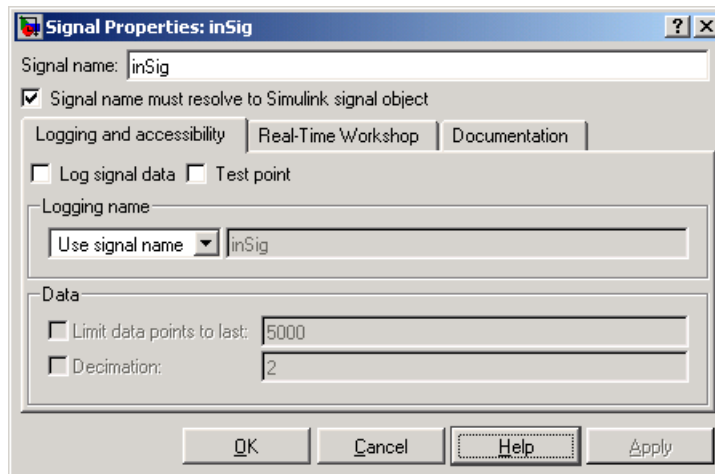 Signal Properties: inSig
Signal name: inSig
Signal name must resolve to Simulink signal object
Logging and accessibility Real-Time Workshop Documentation
Log signal data Test point
Logging name
Use signal name inSig
Data
Limit data points to last: 5000
Decimation: 2
OK Cancel Help Apply